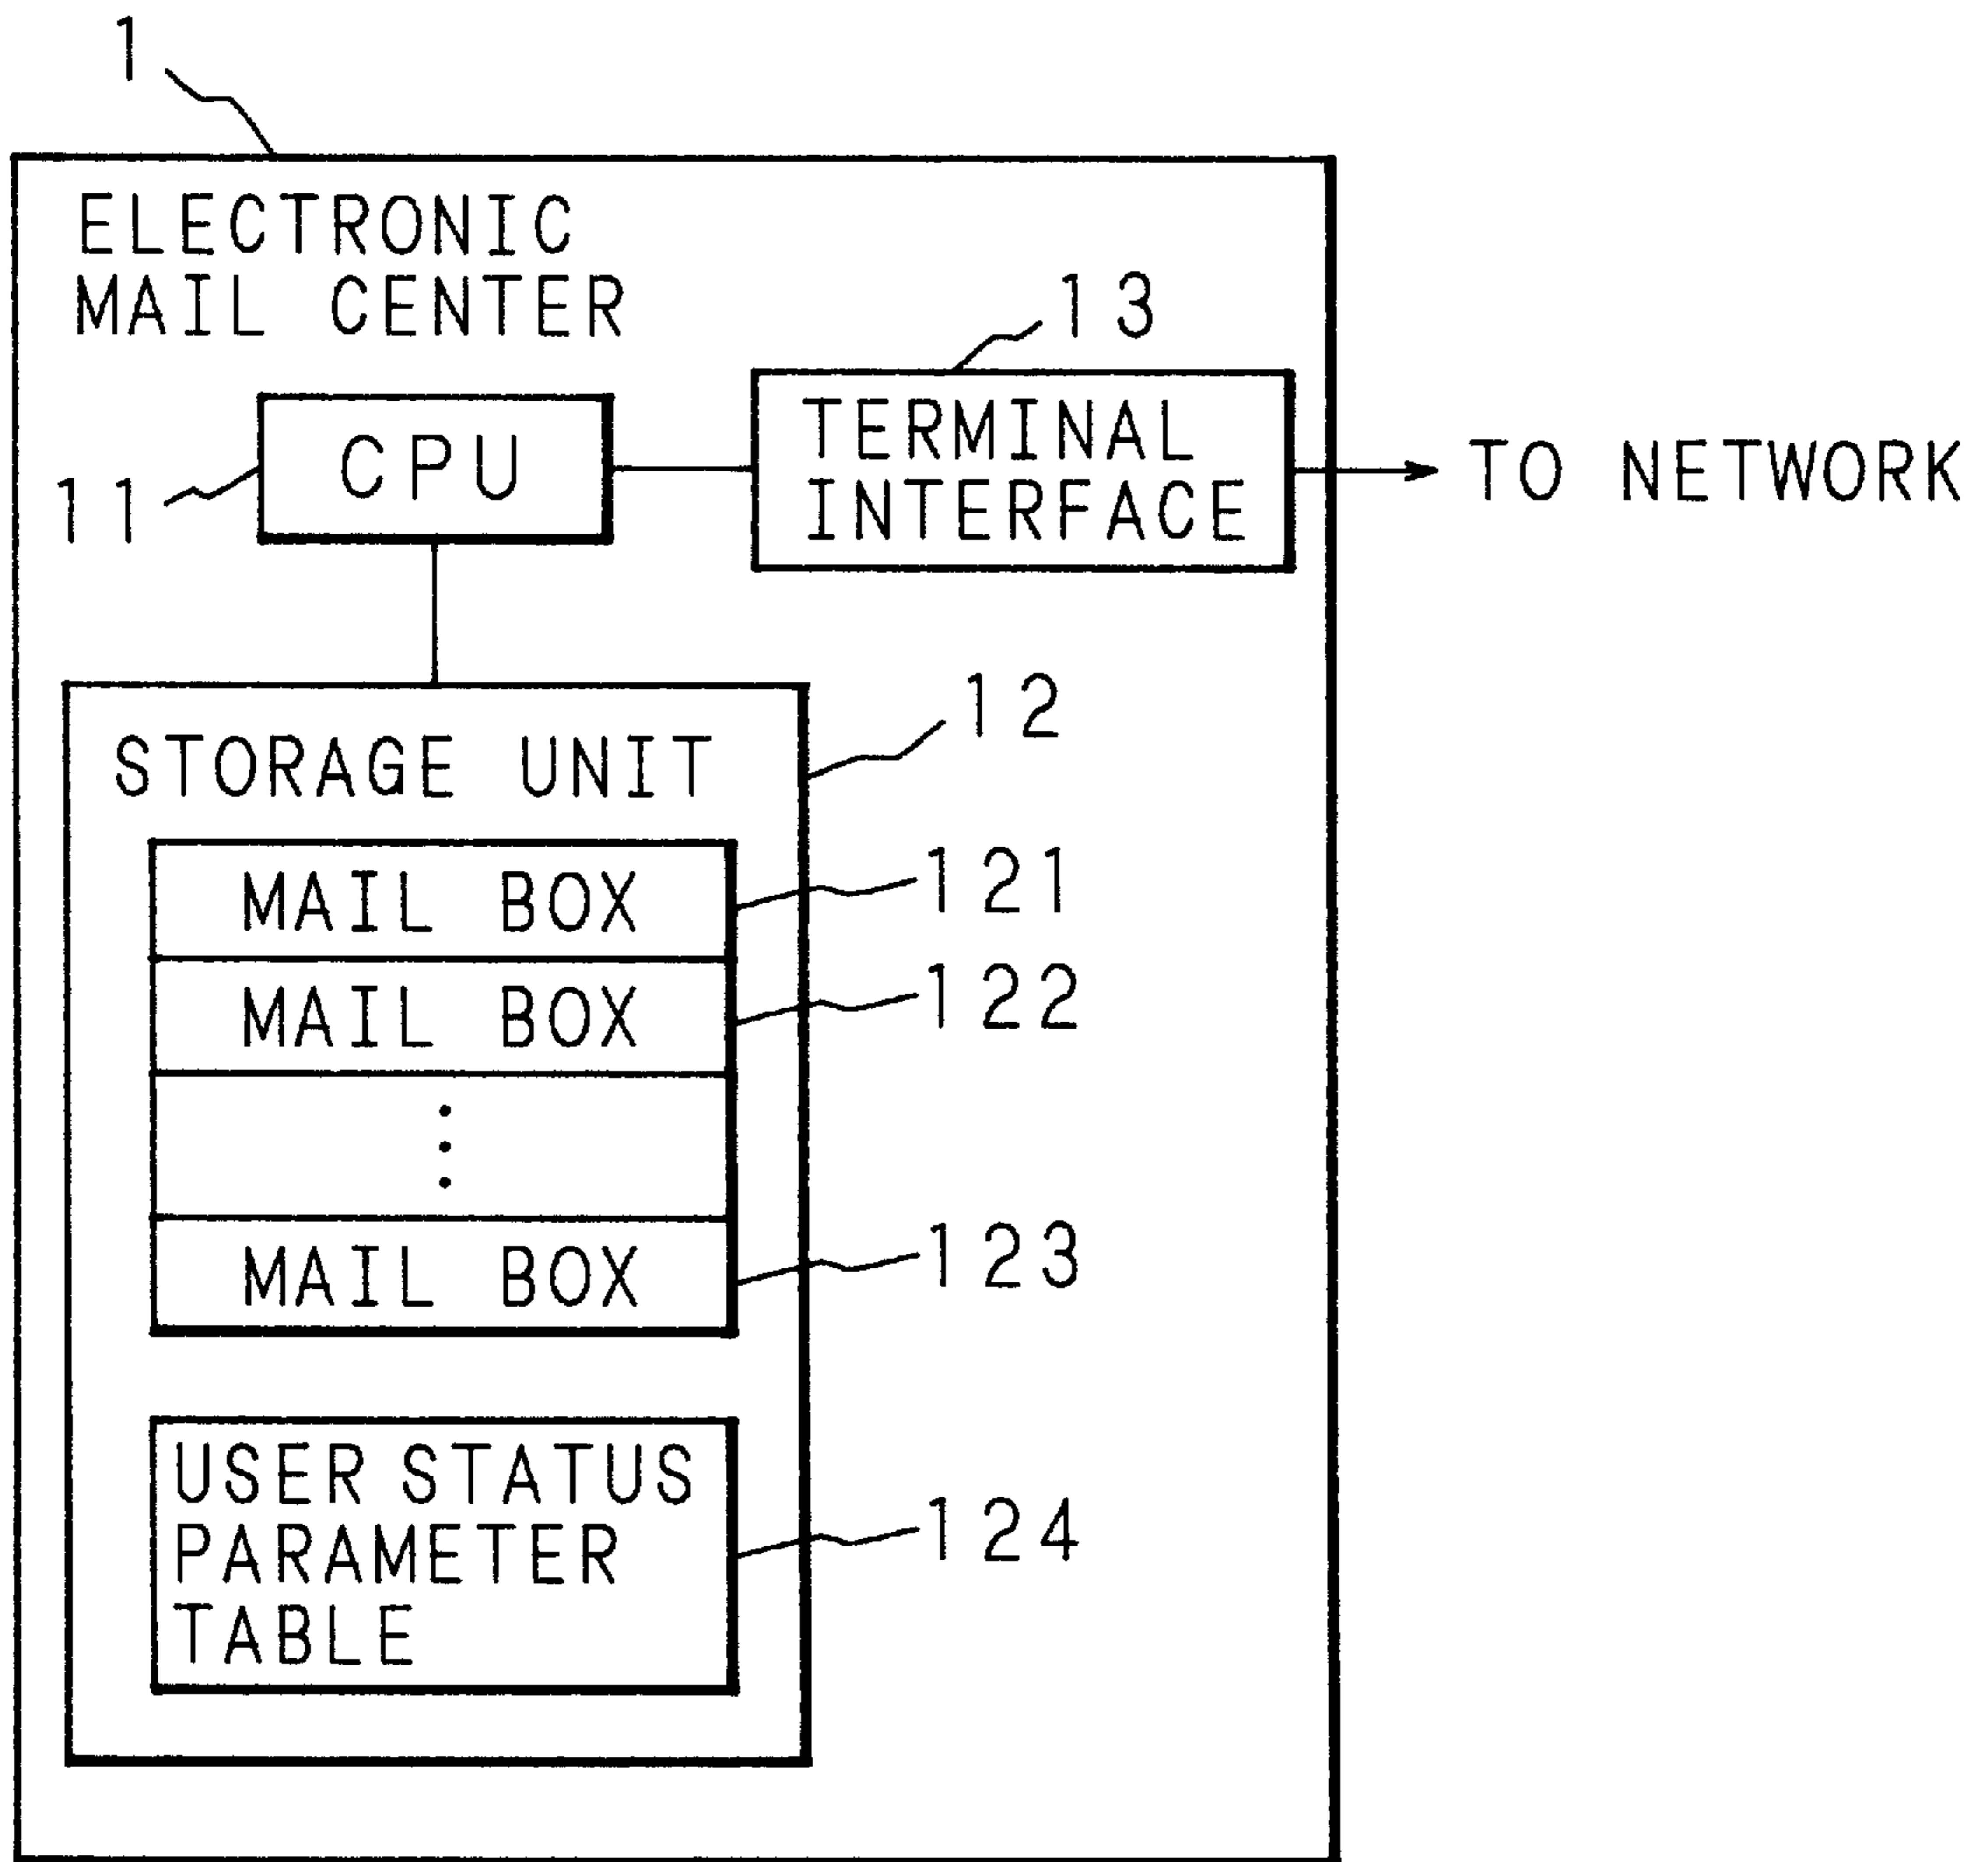 1
ELECTRONIC
MAIL CENTER
13
CPU
11
TERMINAL
INTERFACE
TO NETWORK
12
STORAGE UNIT
MAIL BOX
121
MAIL BOX
122
MAIL BOX
123
USER STATUS
PARAMETER
TABLE
124